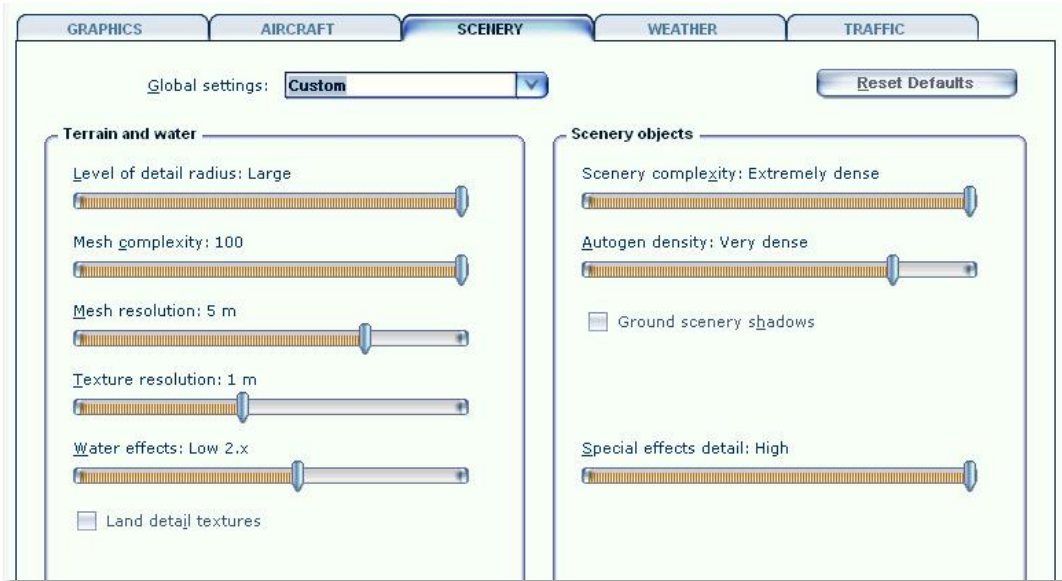 GRAPHICS AIRCRAFT SCENERY WEATHER TRAFFIC
Global settings: Custom Reset Defaults
Terrain and water
Level of detail radius: Large
Mesh complexity: 100
Mesh resolution: 5 m
Texture resolution: 1 m
Water effects: Low 2.x
Land detail textures
Scenery objects
Scenery complexity: Extremely dense
Autogen density: Very dense
Ground scenery shadows
Special effects detail: High